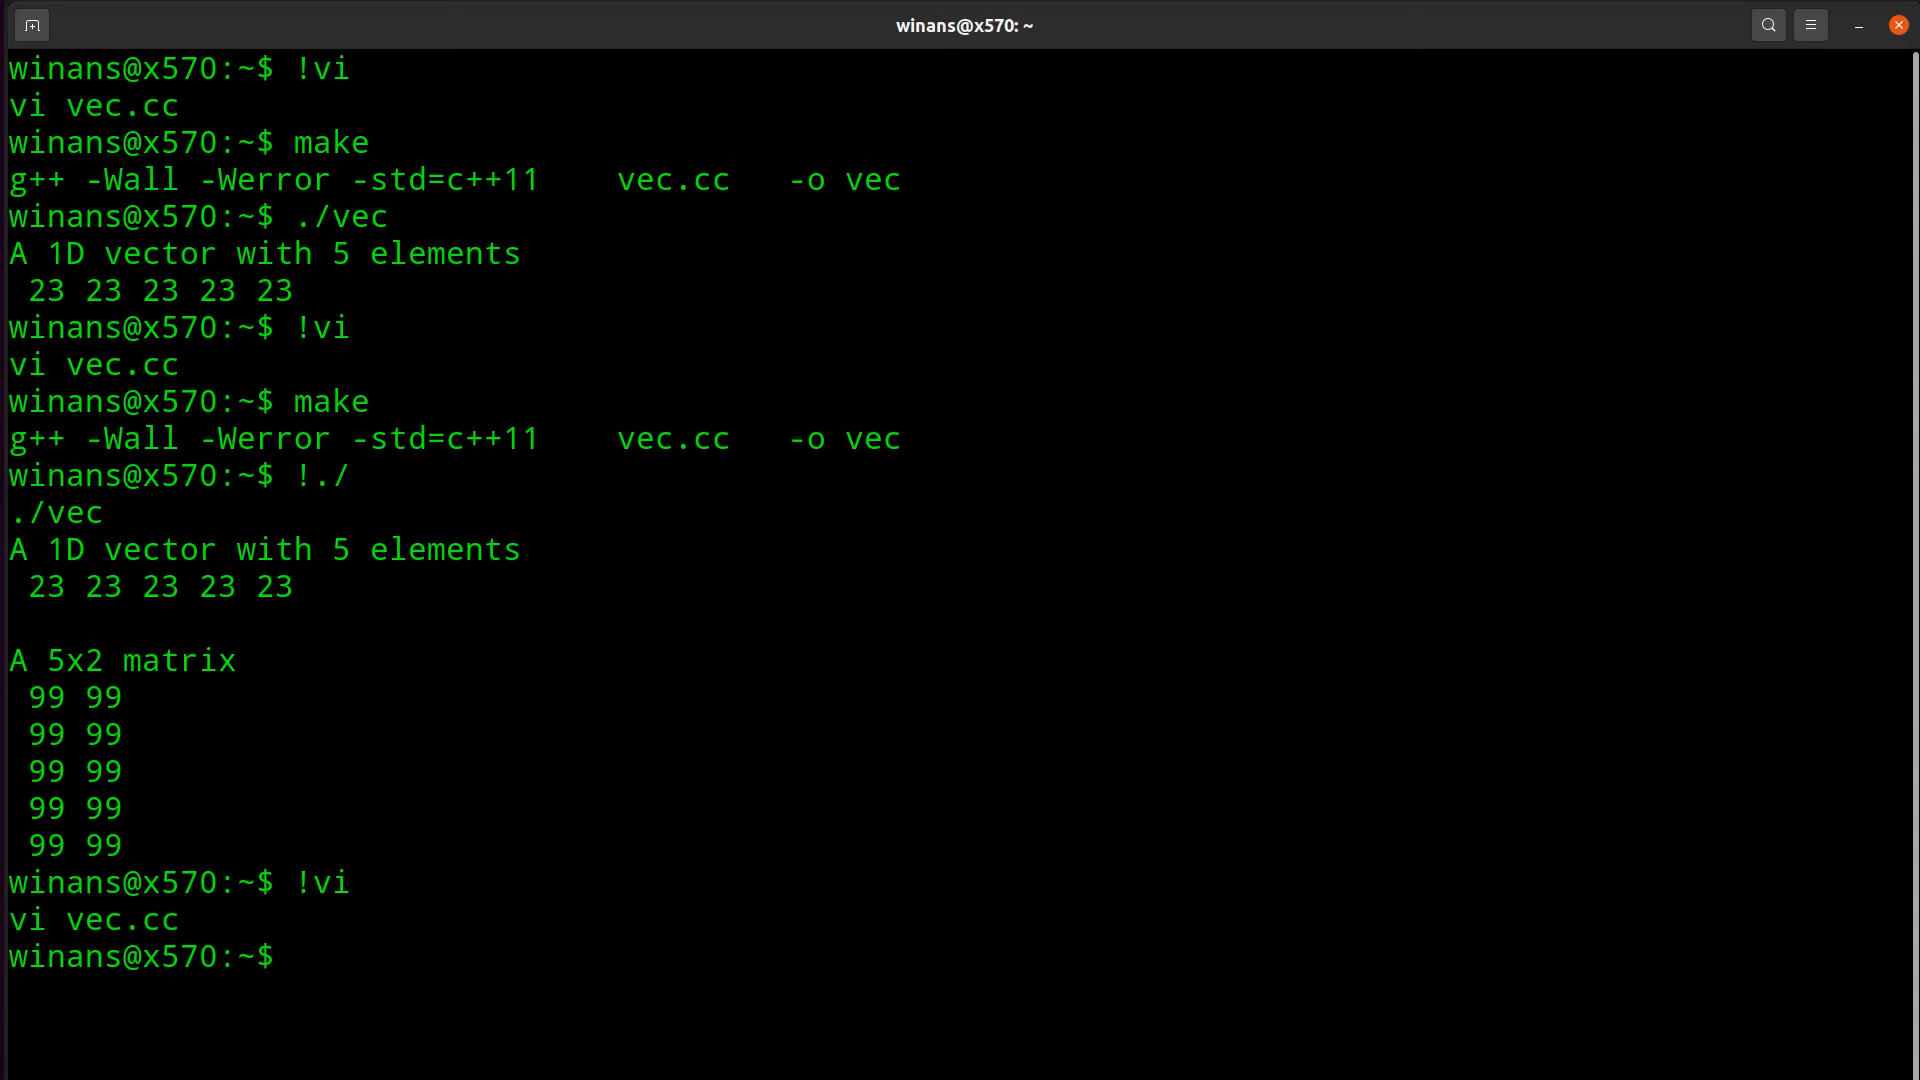 winans@x570: ~
winans@x570:~$ !vi
vi vec.cc
winans@x570:~$ make
g++ -Wall -Werror -std=c++11    vec.cc   -o vec
winans@x570:~$ ./vec
A 1D vector with 5 elements
 23 23 23 23 23
winans@x570:~$ !vi
vi vec.cc
winans@x570:~$ make
g++ -Wall -Werror -std=c++11    vec.cc   -o vec
winans@x570:~$ !./
./vec
A 1D vector with 5 elements
 23 23 23 23 23

A 5x2 matrix
 99 99
 99 99
 99 99
 99 99
 99 99
winans@x570:~$ !vi
vi vec.cc
winans@x570:~$